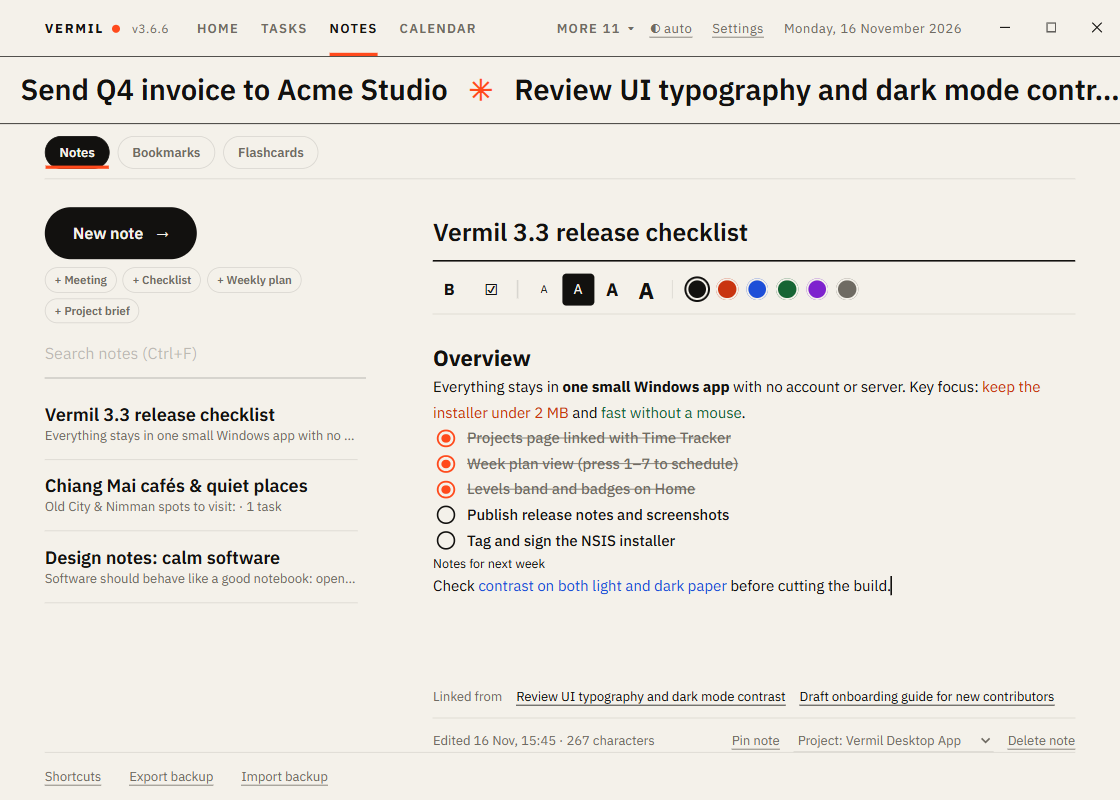 VERMIL v3.6.6 HOME TASKS NOTES CALENDAR MORE 11 auto Settings Monday, 16 November 2026
Send Q4 invoice to Acme Studio ✳ Review UI typography and dark mode contr...
Notes Bookmarks Flashcards
New note →
+ Meeting + Checklist + Weekly plan
+ Project brief
Search notes (Ctrl+F)
Vermil 3.3 release checklist
Everything stays in one small Windows app with no ...
Chiang Mai cafés & quiet places
Old City & Nimman spots to visit: · 1 task
Design notes: calm software
Software should behave like a good notebook: open...
Vermil 3.3 release checklist
B A A A A
Overview
Everything stays in one small Windows app with no account or server. Key focus: keep the
installer under 2 MB and fast without a mouse.
Projects page linked with Time Tracker
Week plan view (press 1–7 to schedule)
Levels band and badges on Home
Publish release notes and screenshots
Tag and sign the NSIS installer
Notes for next week
Check contrast on both light and dark paper before cutting the build.
Linked from Review UI typography and dark mode contrast Draft onboarding guide for new contributors
Edited 16 Nov, 15:45 · 267 characters Pin note Project: Vermil Desktop App Delete note
Shortcuts Export backup Import backup